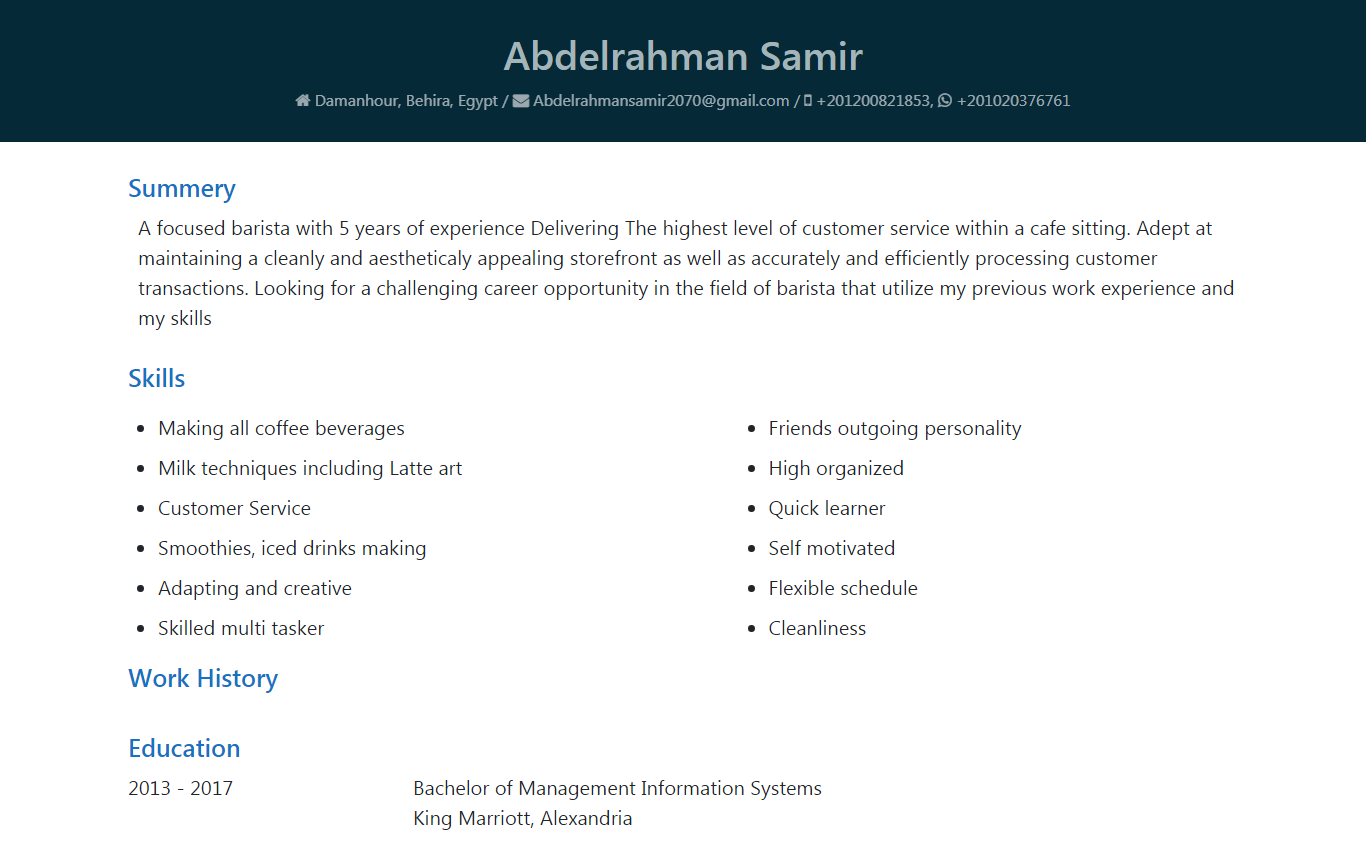 Abdelrahman Samir
Damanhour, Behira, Egypt / Abdelrahmansamir2070@gmail.com / +201200821853, +201020376761
Summery
A focused barista with 5 years of experience Delivering The highest level of customer service within a cafe sitting. Adept at
maintaining a cleanly and aestheticaly appealing storefront as well as accurately and efficiently processing customer
transactions. Looking for a challenging career opportunity in the field of barista that utilize my previous work experience and
my skills
Skills
Making all coffee beverages
Milk techniques including Latte art
Customer Service
Smoothies, iced drinks making
Adapting and creative
Skilled multi tasker
Friends outgoing personality
High organized
Quick learner
Self motivated
Flexible schedule
Cleanliness
Work History
Education
2013 - 2017
Bachelor of Management Information Systems
King Marriott, Alexandria